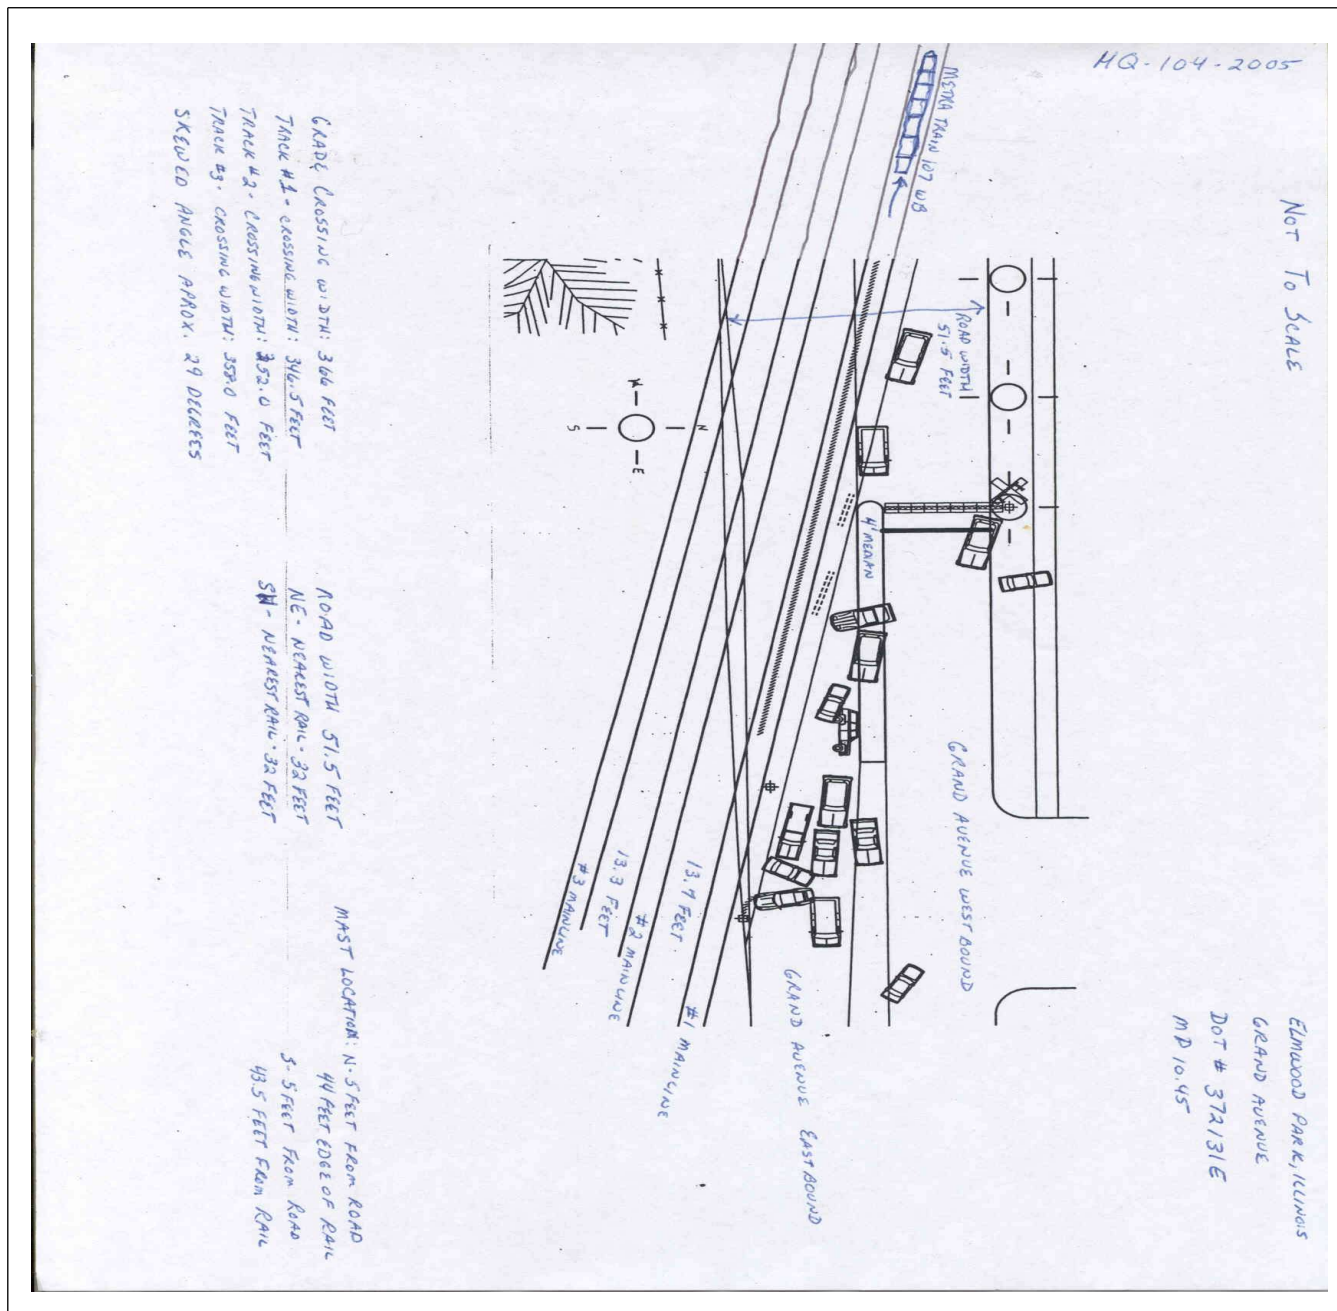 HQ-104-2005
NOT TO SCALE
ELMWOOD PARK, ILLINOIS
GRAND AVENUE
DOT # 372131E
MP 10.45
METRA TRAIN 107 WB
ROAD WIDTH
51.5 FEET
4' MEDIAN
GRAND AVENUE WEST BOUND
GRAND AVENUE EAST BOUND
#1 MAINLINE
13.7 FEET
#2 MAINLINE
13.3 FEET
#3 MAINLINE
N
S
E
GRADE CROSSING WIDTH: 366 FEET
TRACK #1 - CROSSING WIDTH: 346.5 FEET
TRACK #2 - CROSSING WIDTH: 352.0 FEET
TRACK #3 - CROSSING WIDTH: 358.0 FEET
SKEWED ANGLE APROX. 29 DEGREES
ROAD WIDTH 51.5 FEET
NE - NEAREST RAIL - 32 FEET
NEAREST RAIL - 32 FEET
MAST LOCATION: N- 5 FEET FROM ROAD
44 FEET EDGE OF RAIL
S- 5 FEET FROM ROAD
43.5 FEET FROM RAIL